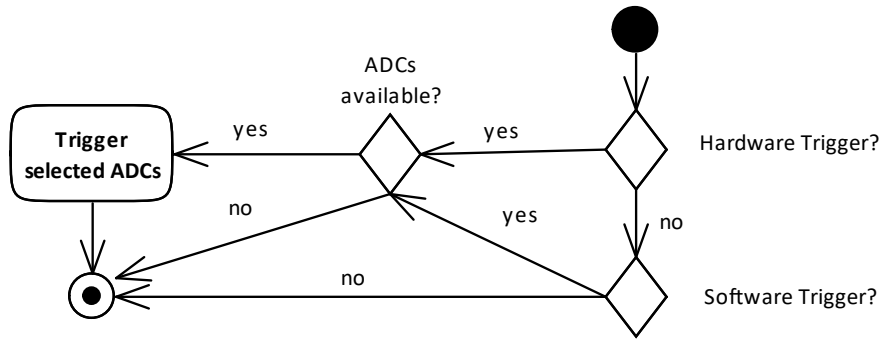 ADCs
available?
yes
yes
Hardware Trigger?
Trigger
selected ADCs
no
yes
no
no
Software Trigger?